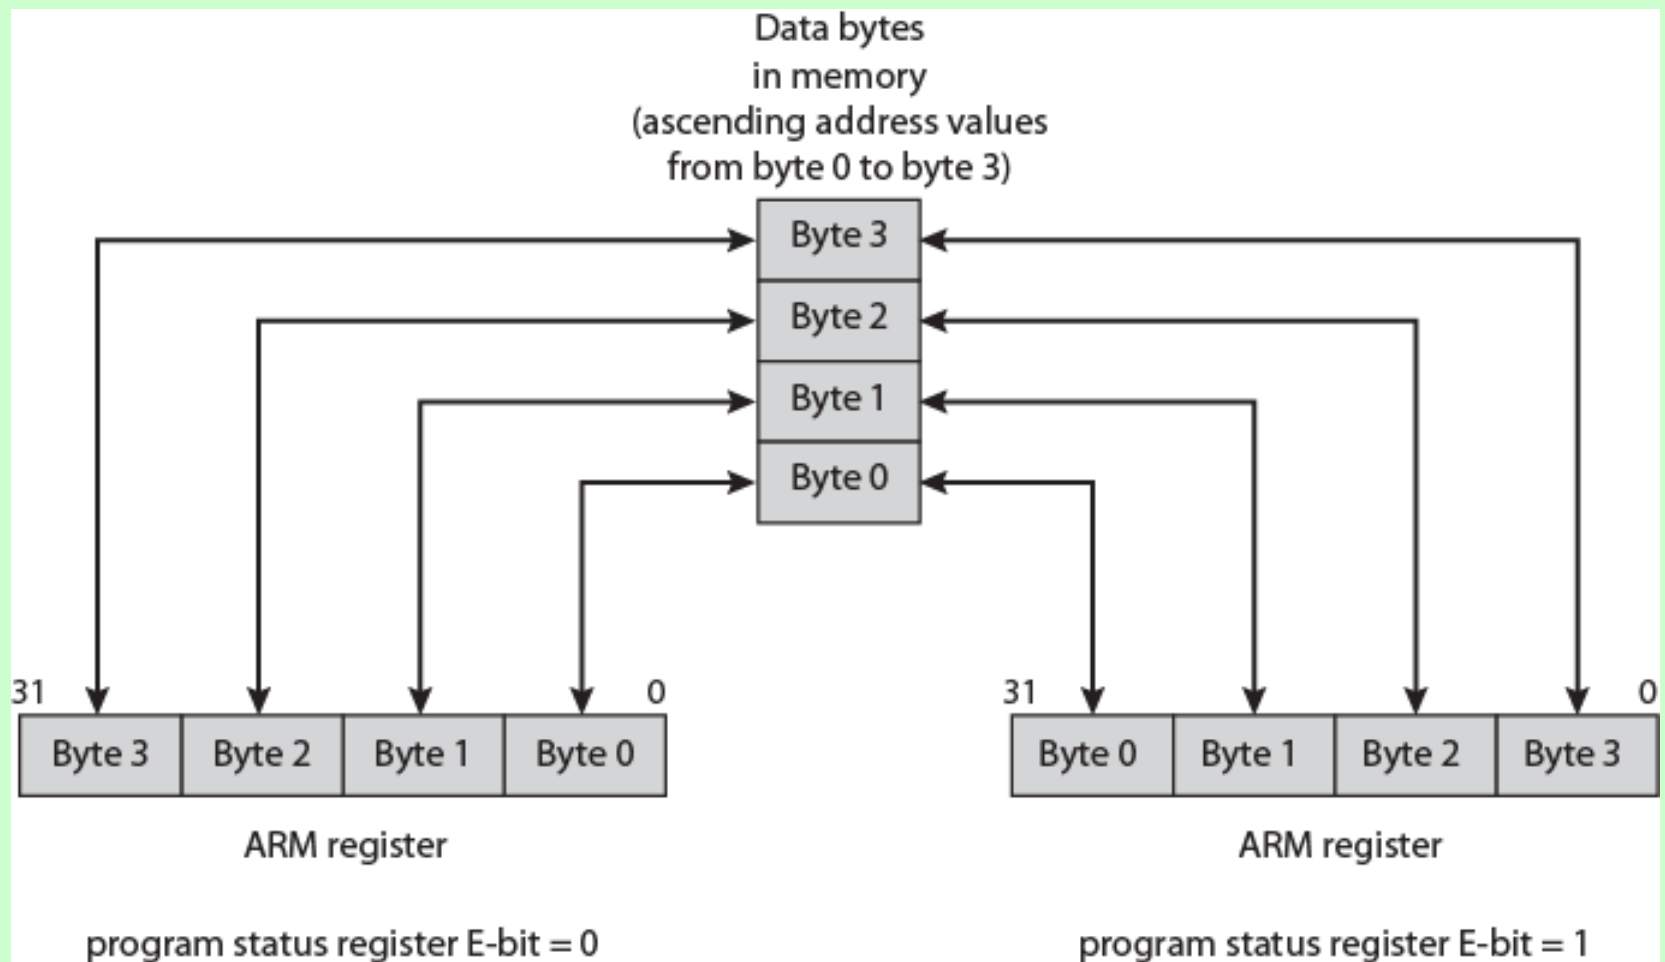 Data bytes
in memory
(ascending address values
from byte 0 to byte 3)
Byte 3
Byte 2
Byte 1
Byte 0
31 0
Byte 3 Byte 2 Byte 1 Byte 0
ARM register
program status register E-bit = 0
31 0
Byte 0 Byte 1 Byte 2 Byte 3
ARM register
program status register E-bit = 1